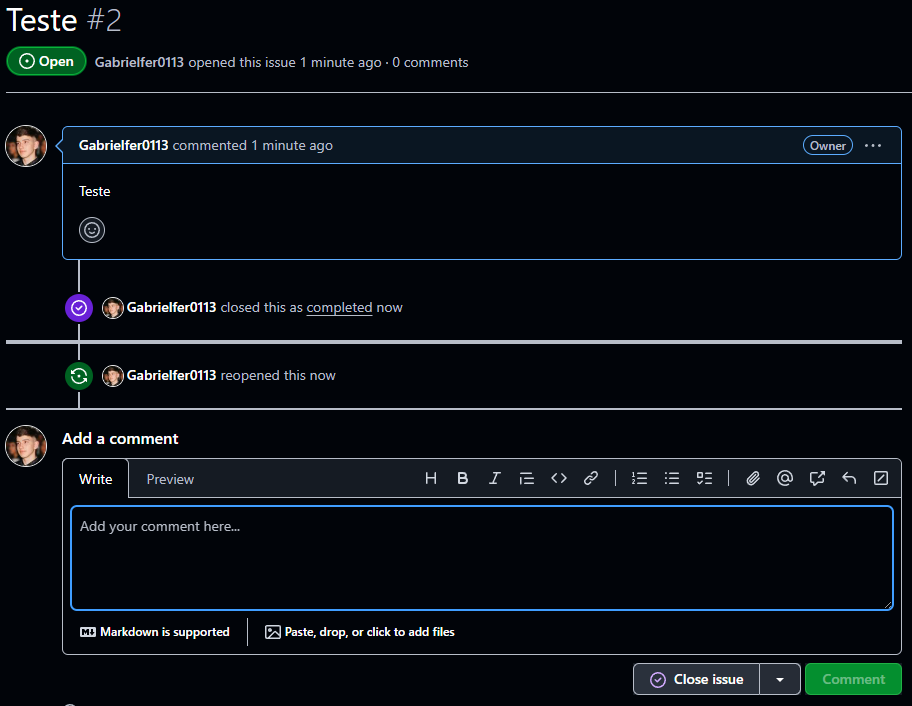 Teste #2
Open Gabrielfer0113 opened this issue 1 minute ago · 0 comments
Gabrielfer0113 commented 1 minute ago Owner
Teste
Gabrielfer0113 closed this as completed now
Gabrielfer0113 reopened this now
Add a comment
Write Preview
Add your comment here...
Markdown is supported Paste, drop, or click to add files
Close issue Comment